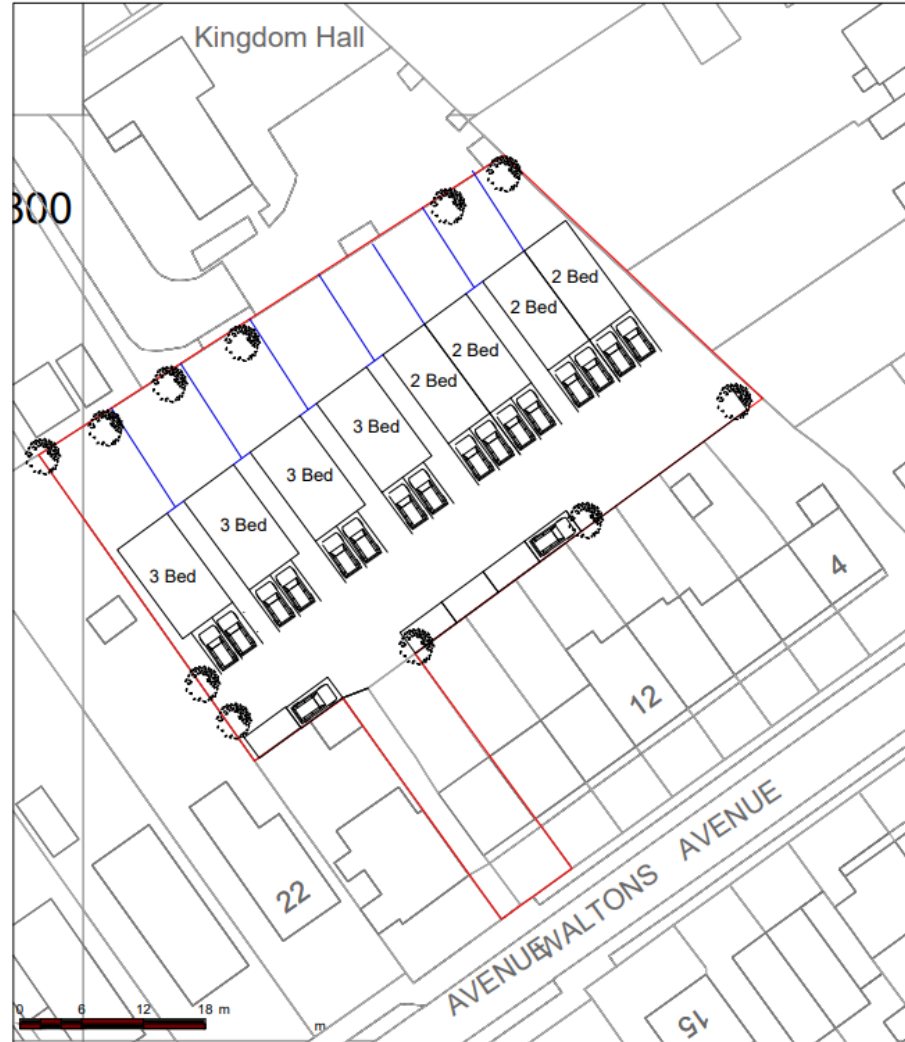 Kingdom Hall
300
2 Bed
2 Bed
2 Bed
2 Bed
3 Bed
3 Bed
3 Bed
3 Bed
4
12
22
WALTONS AVENUE
AVENUE
15
0 6 12 18 m
m